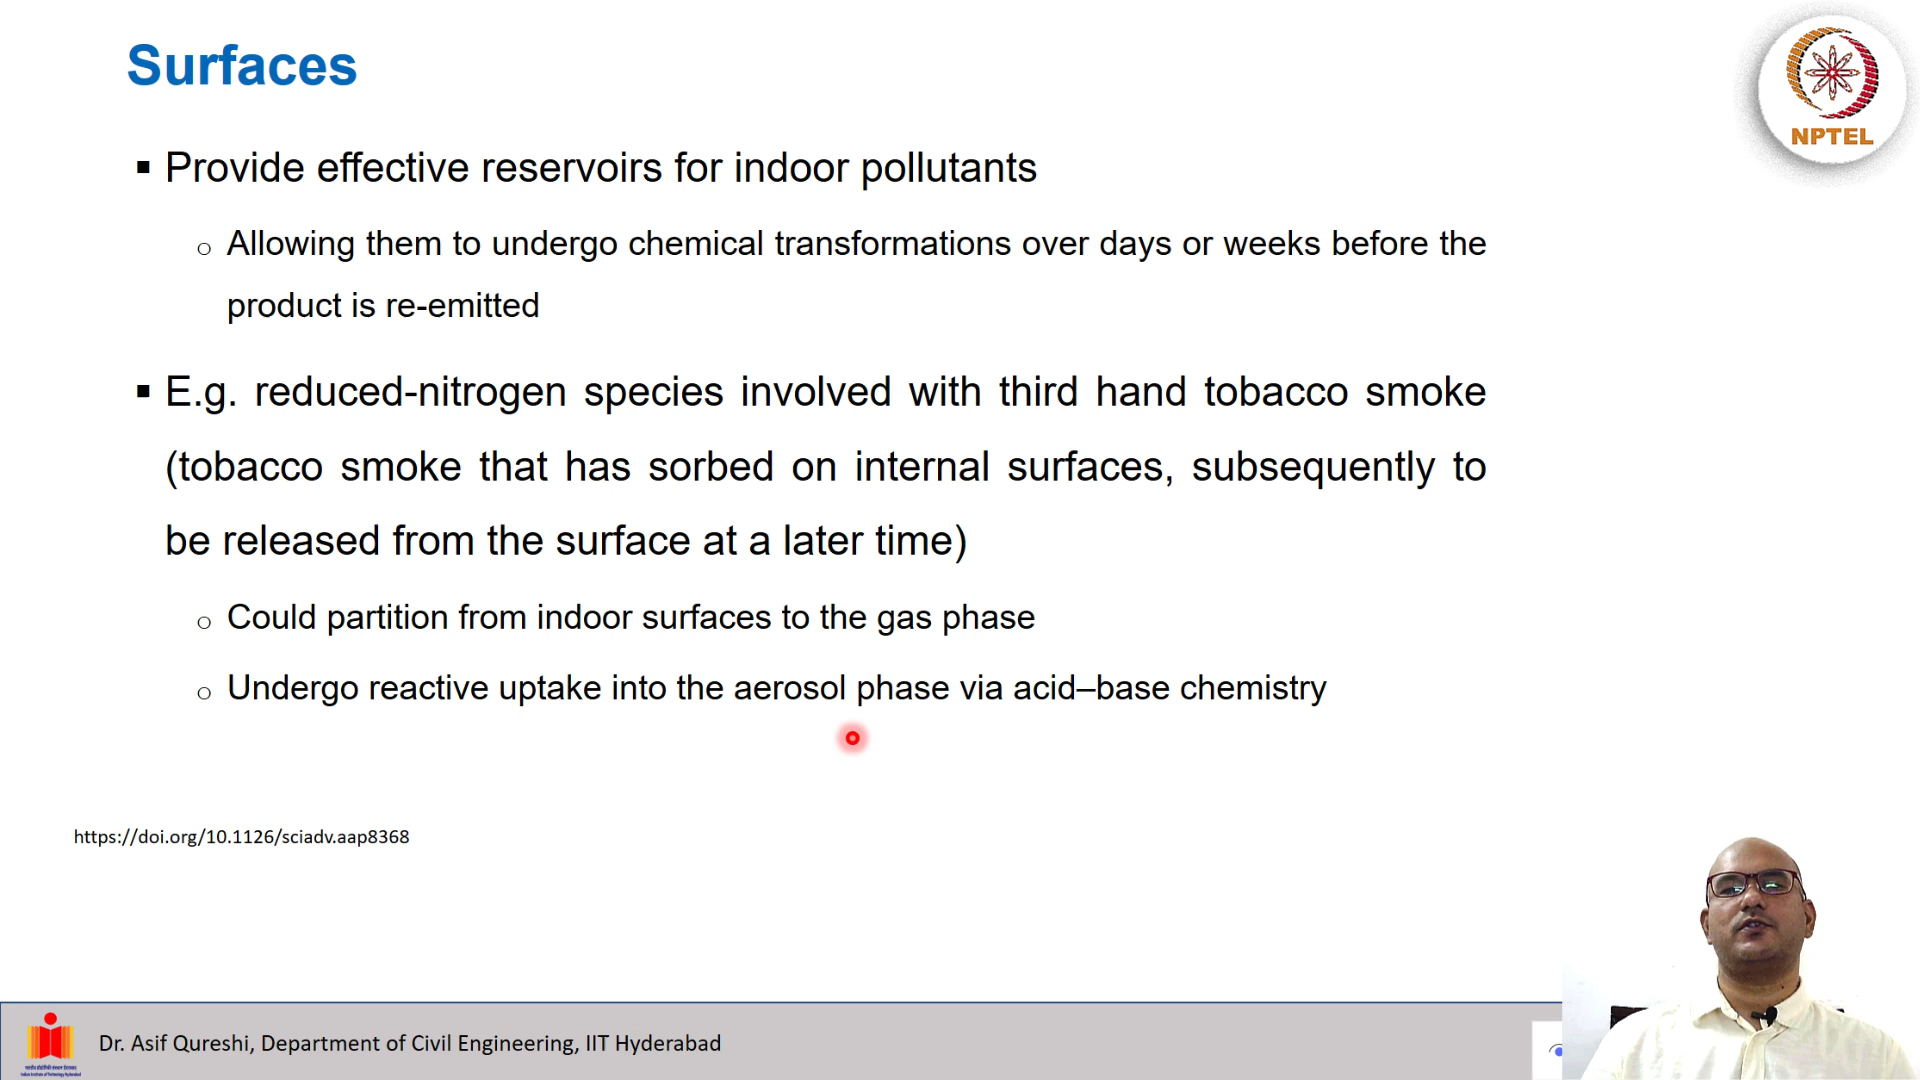 Surfaces
NPTEL
▪ Provide effective reservoirs for indoor pollutants
o Allowing them to undergo chemical transformations over days or weeks before the
product is re-emitted
▪ E.g. reduced-nitrogen species involved with third hand tobacco smoke
(tobacco smoke that has sorbed on internal surfaces, subsequently to
be released from the surface at a later time)
o Could partition from indoor surfaces to the gas phase
o Undergo reactive uptake into the aerosol phase via acid–base chemistry
https://doi.org/10.1126/sciadv.aap8368
Dr. Asif Qureshi, Department of Civil Engineering, IIT Hyderabad